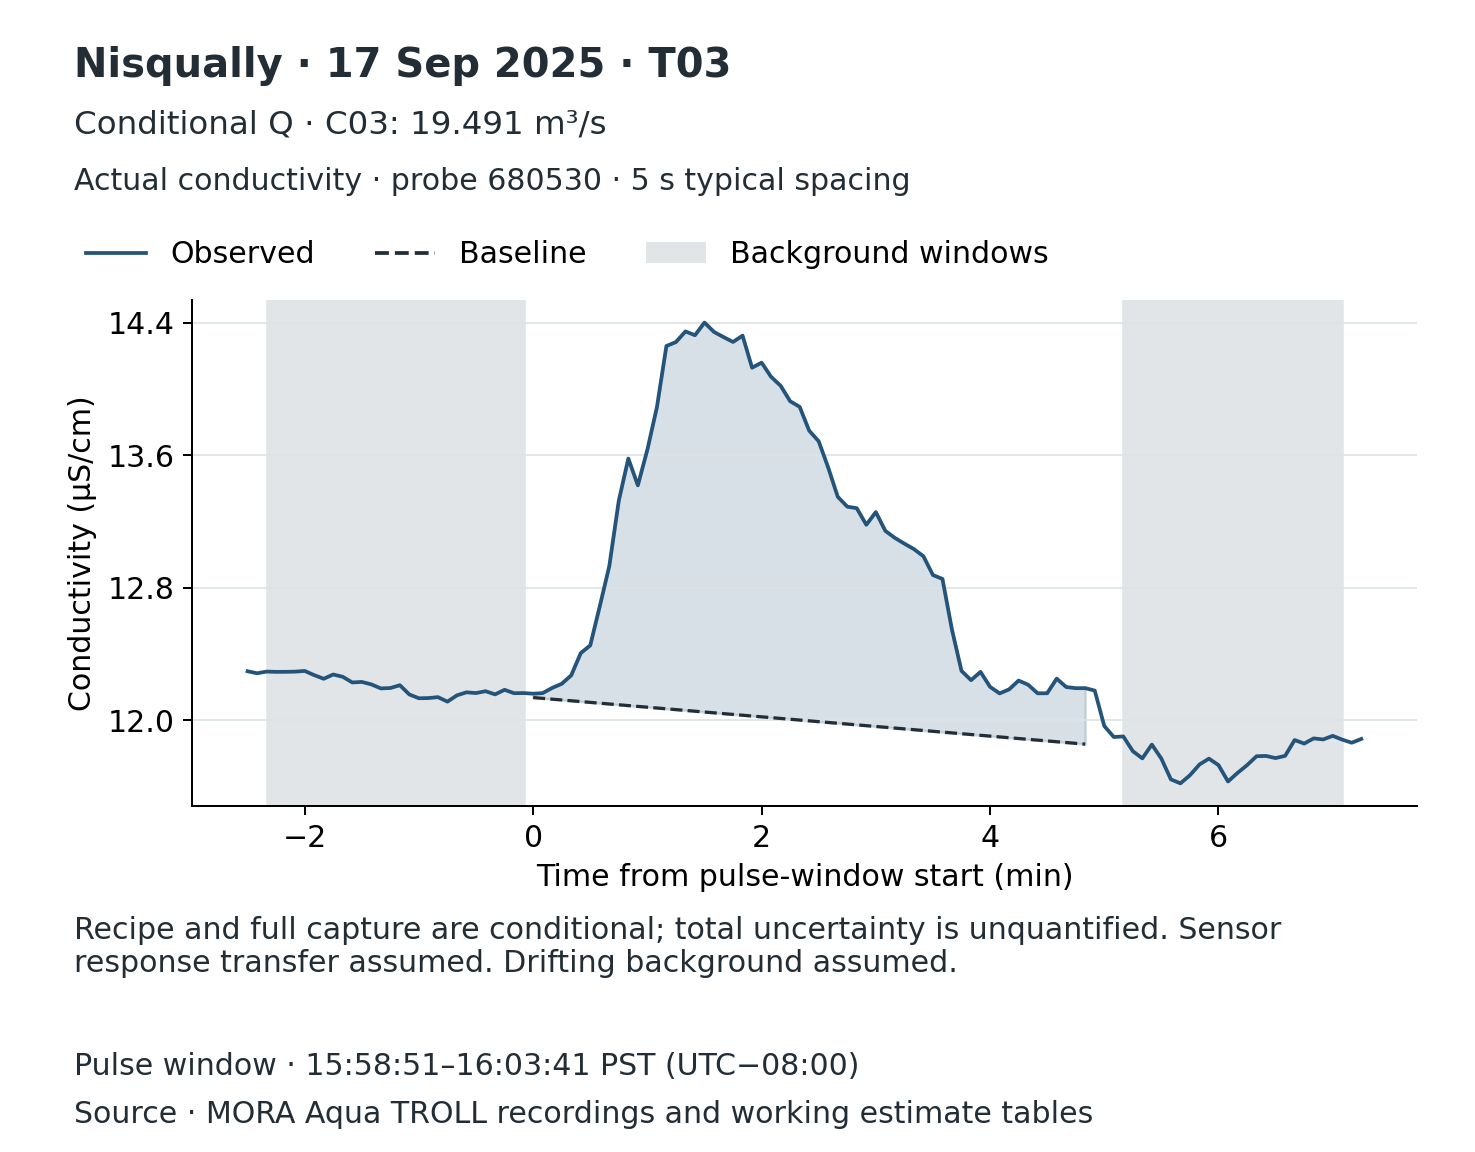 Nisqually · 17 Sep 2025 · T03
Conditional Q · C03: 19.491 m³/s
Actual conductivity · probe 680530 · 5 s typical spacing
Observed Baseline Background windows
14.4
13.6
12.8
12.0
Conductivity (µS/cm)
−2 0 2 4 6
Time from pulse-window start (min)
Recipe and full capture are conditional; total uncertainty is unquantified. Sensor
response transfer assumed. Drifting background assumed.
Pulse window · 15:58:51–16:03:41 PST (UTC−08:00)
Source · MORA Aqua TROLL recordings and working estimate tables